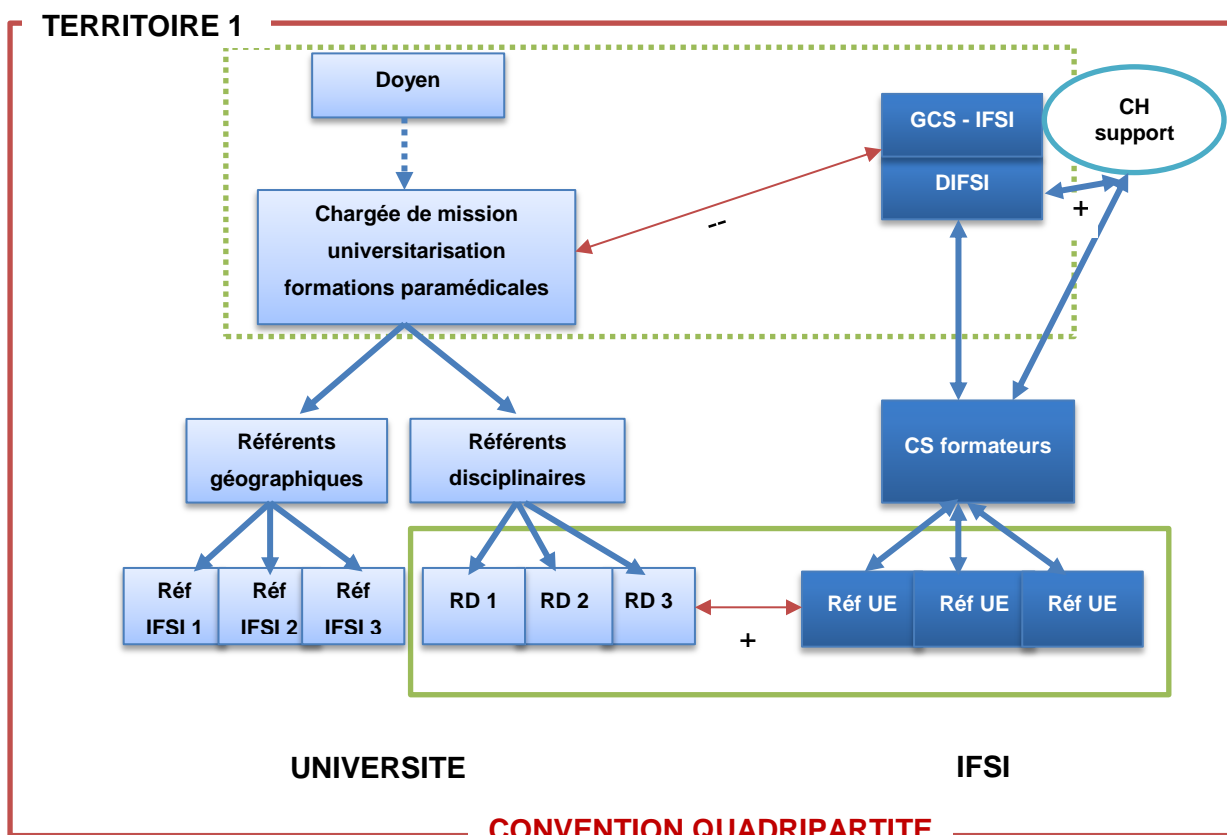 TERRITOIRE 1
Doyen
GCS - IFSI
CH
support
DIFSI
+
Chargée de mission
universitarisation
formations paramédicales
--
Référents
géographiques
Référents
disciplinaires
CS formateurs
Réf
IFSI 1
Réf
IFSI 2
Réf
IFSI 3
RD 1
RD 2
RD 3
+
Réf UE
Réf UE
Réf UE
UNIVERSITE
IFSI
CONVENTION QUADRIPARTITE